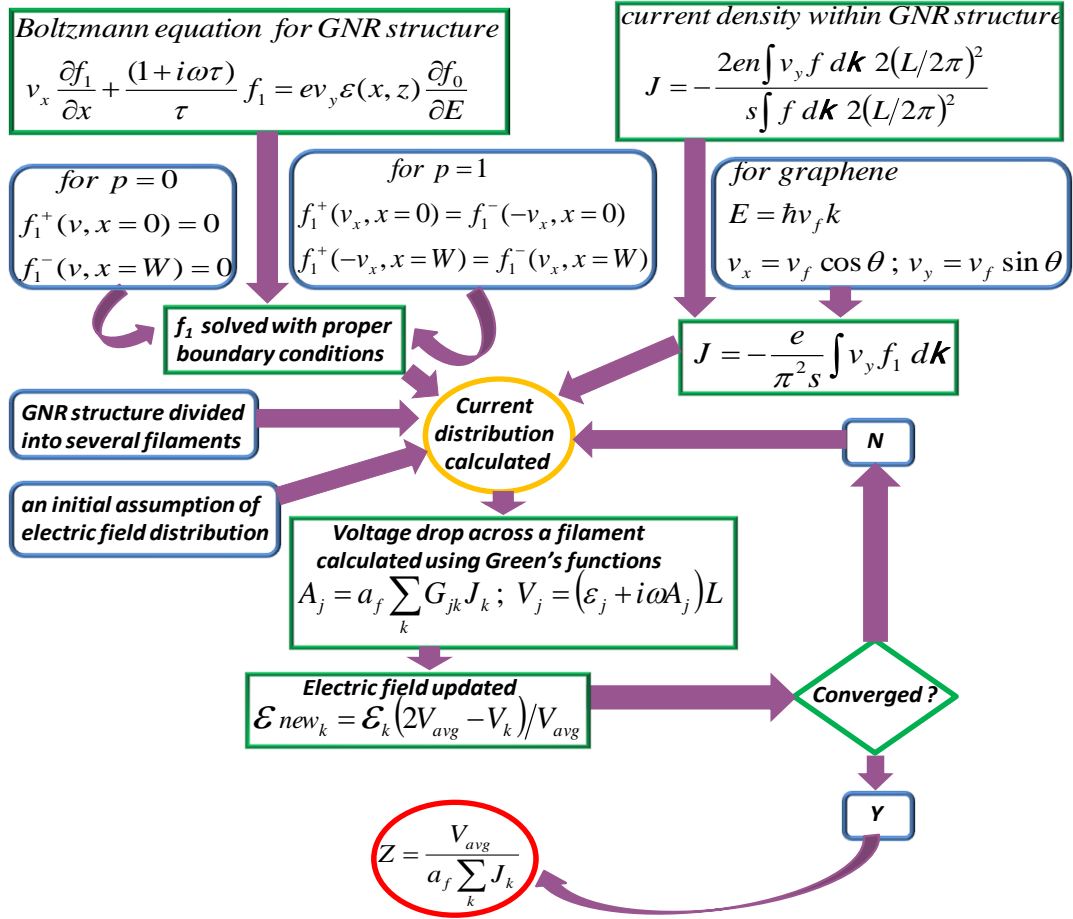 Boltzmann equation for GNR structure
v_x ∂f_1/∂x + (1+iωτ)/τ f_1 = ev_y ε(x, z) ∂f_0/∂E
current density within GNR structure
J = − 2en∫ v_y f dk 2(L/2π)^2 / s∫ f dk 2(L/2π)^2
for p = 0
f_1^+(v, x = 0) = 0
f_1^−(v, x = W) = 0
for p = 1
f_1^+(v_x, x = 0) = f_1^−(−v_x, x = 0)
f_1^+(−v_x, x = W) = f_1^−(v_x, x = W)
for graphene
E = ℏv_f k
v_x = v_f cos θ ; v_y = v_f sin θ
f_1 solved with proper
boundary conditions
J = − e/(π^2 s) ∫ v_y f_1 dk
GNR structure divided
into several filaments
Current
distribution
calculated
N
an initial assumption of
electric field distribution
Voltage drop across a filament
calculated using Green's functions
A_j = a_f ∑_k G_jk J_k ; V_j = (ε_j + iωA_j)L
Electric field updated
ε new_k = ε_k (2V_avg − V_k)/V_avg
Converged ?
Y
Z = V_avg / a_f ∑_k J_k